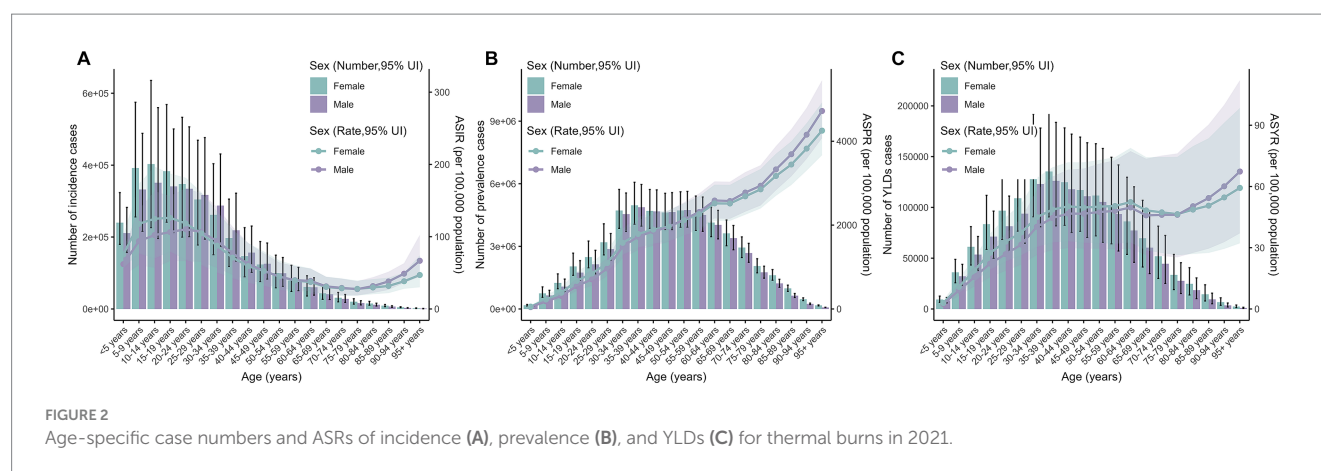 A
Sex (Number,95% UI)
Female
Male
Sex (Rate,95% UI)
Female
Male
Number of incidence cases
6e+05
4e+05
2e+05
0e+00
300
200
100
0
ASIR (per 100,000 population)
<5 years
5-9 years
10-14 years
15-19 years
20-24 years
25-29 years
30-34 years
35-39 years
40-44 years
45-49 years
50-54 years
55-59 years
60-64 years
65-69 years
70-74 years
75-79 years
80-84 years
85-89 years
90-94 years
95+ years
Age (years)
B
Sex (Number,95% UI)
Female
Male
Sex (Rate,95% UI)
Female
Male
Number of prevalence cases
9e+06
6e+06
3e+06
0e+00
4000
2000
0
ASPR (per 100,000 population)
<5 years
5-9 years
10-14 years
15-19 years
20-24 years
25-29 years
30-34 years
35-39 years
40-44 years
45-49 years
50-54 years
55-59 years
60-64 years
65-69 years
70-74 years
75-79 years
80-84 years
85-89 years
90-94 years
95+ years
Age (years)
C
Sex (Number,95% UI)
Female
Male
Sex (Rate,95% UI)
Female
Male
Number of YLDs cases
200000
150000
100000
50000
0
90
60
30
0
ASYR (per 100,000 population)
<5 years
5-9 years
10-14 years
15-19 years
20-24 years
25-29 years
30-34 years
35-39 years
40-44 years
45-49 years
50-54 years
55-59 years
60-64 years
65-69 years
70-74 years
75-79 years
80-84 years
85-89 years
90-94 years
95+ years
Age (years)
FIGURE 2
Age-specific case numbers and ASRs of incidence (A), prevalence (B), and YLDs (C) for thermal burns in 2021.